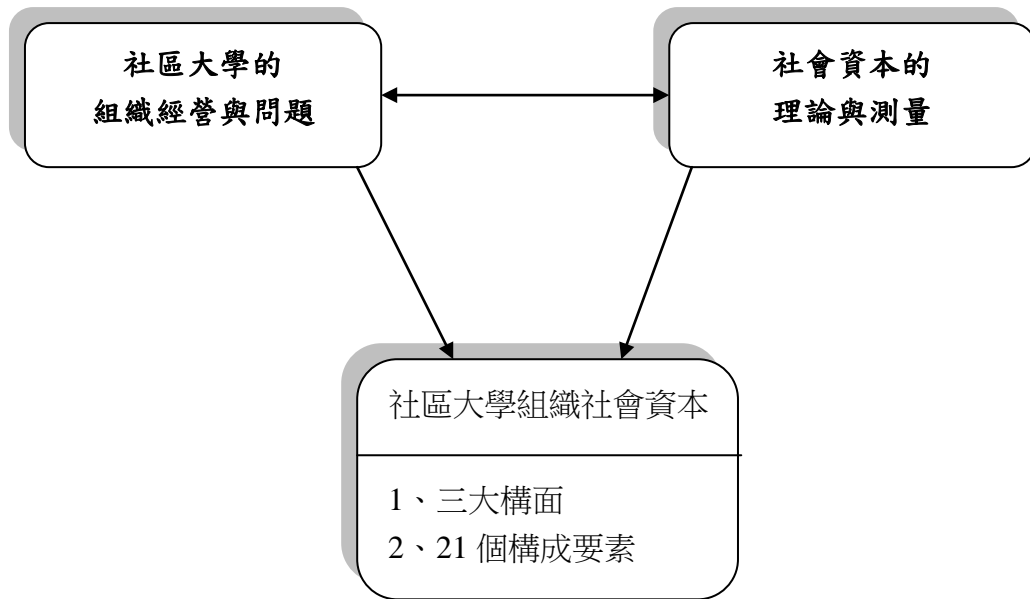 社區大學的
組織經營與問題
社會資本的
理論與測量
社區大學組織社會資本
1、三大構面
2、21 個構成要素